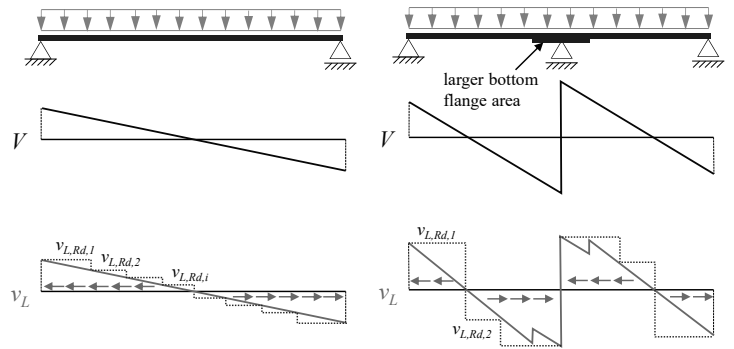 larger bottom
flange area
V
V
v_L,Rd,1
v_L,Rd,2
v_L,Rd,i
v_L
v_L,Rd,1
v_L
v_L,Rd,2